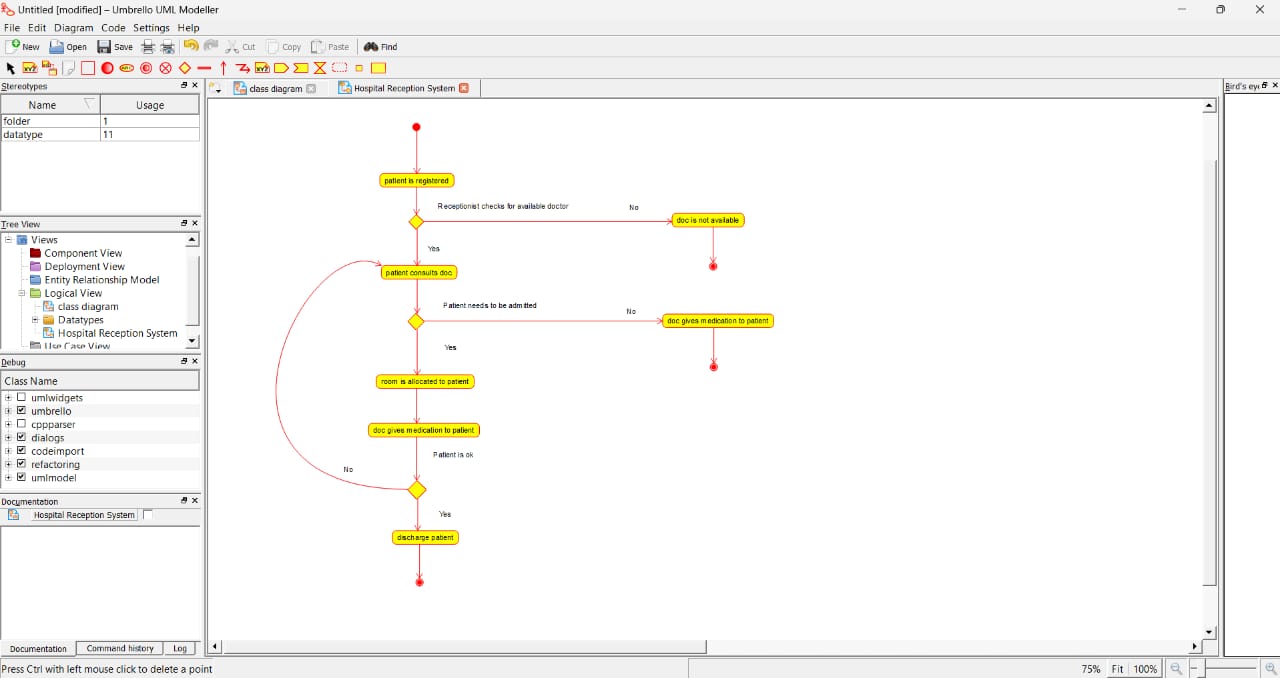 Untitled [modified] – Umbrello UML Modeller
File Edit Diagram Code Settings Help
New Open Save Cut Copy Paste Find
Stereotypes
Name Usage
folder 1
datatype 11
Tree View
Views
Component View
Deployment View
Entity Relationship Model
Logical View
class diagram
Datatypes
Hospital Reception System
Use Case View
Debug
Class Name
umlwidgets
umbrello
cppparser
dialogs
codeimport
refactoring
umlmodel
Documentation
Hospital Reception System
Documentation Command history Log
Press Ctrl with left mouse click to delete a point
class diagram Hospital Reception System
patient is registered
Receptionist checks for available doctor No
doc is not available
Yes
patient consults doc
Patient needs to be admitted No
doc gives medication to patient
Yes
room is allocated to patient
doc gives medication to patient
Patient is ok
No
Yes
discharge patient
Bird's eye
75% Fit 100%